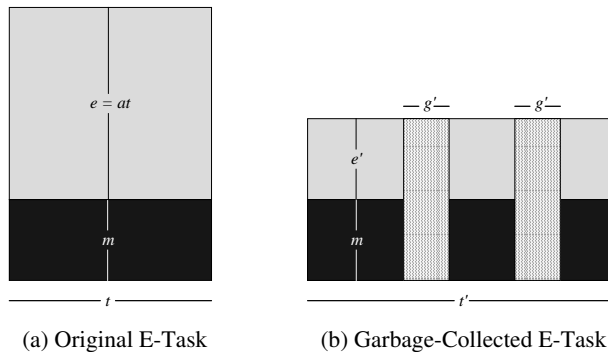 e = at
m
t
(a) Original E-Task
g′ g′
e′
m
t′
(b) Garbage-Collected E-Task